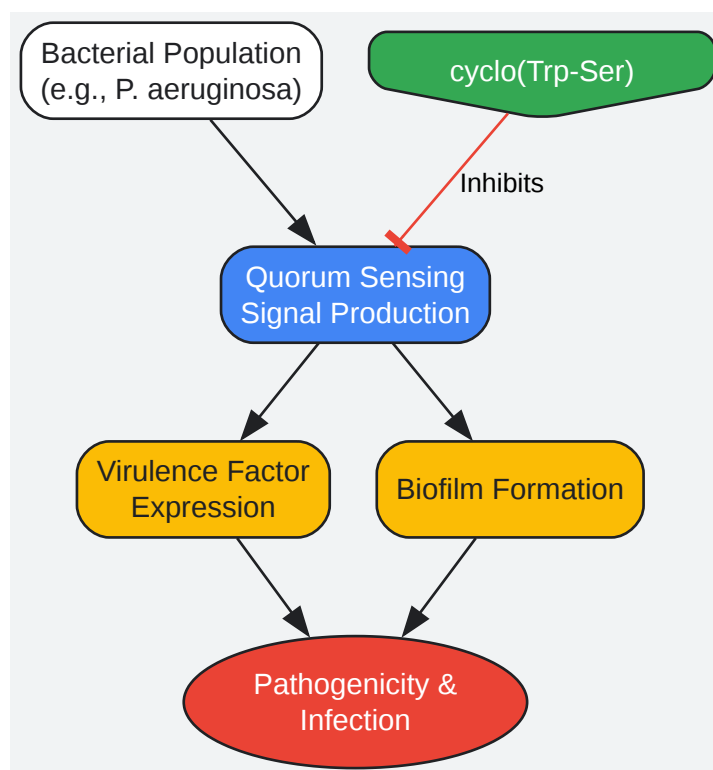 Bacterial Population
(e.g., P. aeruginosa)
cyclo(Trp-Ser)
Inhibits
Quorum Sensing
Signal Production
Virulence Factor
Expression
Biofilm Formation
Pathogenicity &
Infection